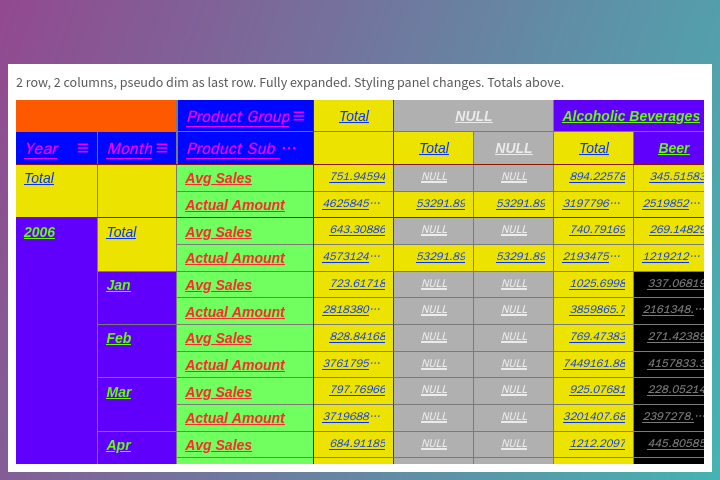 2 row, 2 columns, pseudo dim as last row. Fully expanded. Styling panel changes. Totals above.
Product Group Total NULL Alcoholic Beverages
Year Month Product Sub ··· Total NULL Total Beer
Total Avg Sales 751.94594 NULL NULL 894.22578 345.51583
Actual Amount 4625845··· 53291.89 53291.89 3197796··· 2519852···
2006 Total Avg Sales 643.30886 NULL NULL 740.79169 269.14829
Actual Amount 4573124··· 53291.89 53291.89 2193475··· 1219212···
Jan Avg Sales 723.61718 NULL NULL 1025.6998 337.06819
Actual Amount 2818380··· NULL NULL 3859865.7 2161348.···
Feb Avg Sales 828.84168 NULL NULL 769.47383 271.42389
Actual Amount 3761795··· NULL NULL 7449161.88 4157833.3
Mar Avg Sales 797.76966 NULL NULL 925.07681 228.05214
Actual Amount 3719688··· NULL NULL 3201407.68 2397278.···
Apr Avg Sales 684.91185 NULL NULL 1212.2097 445.80585